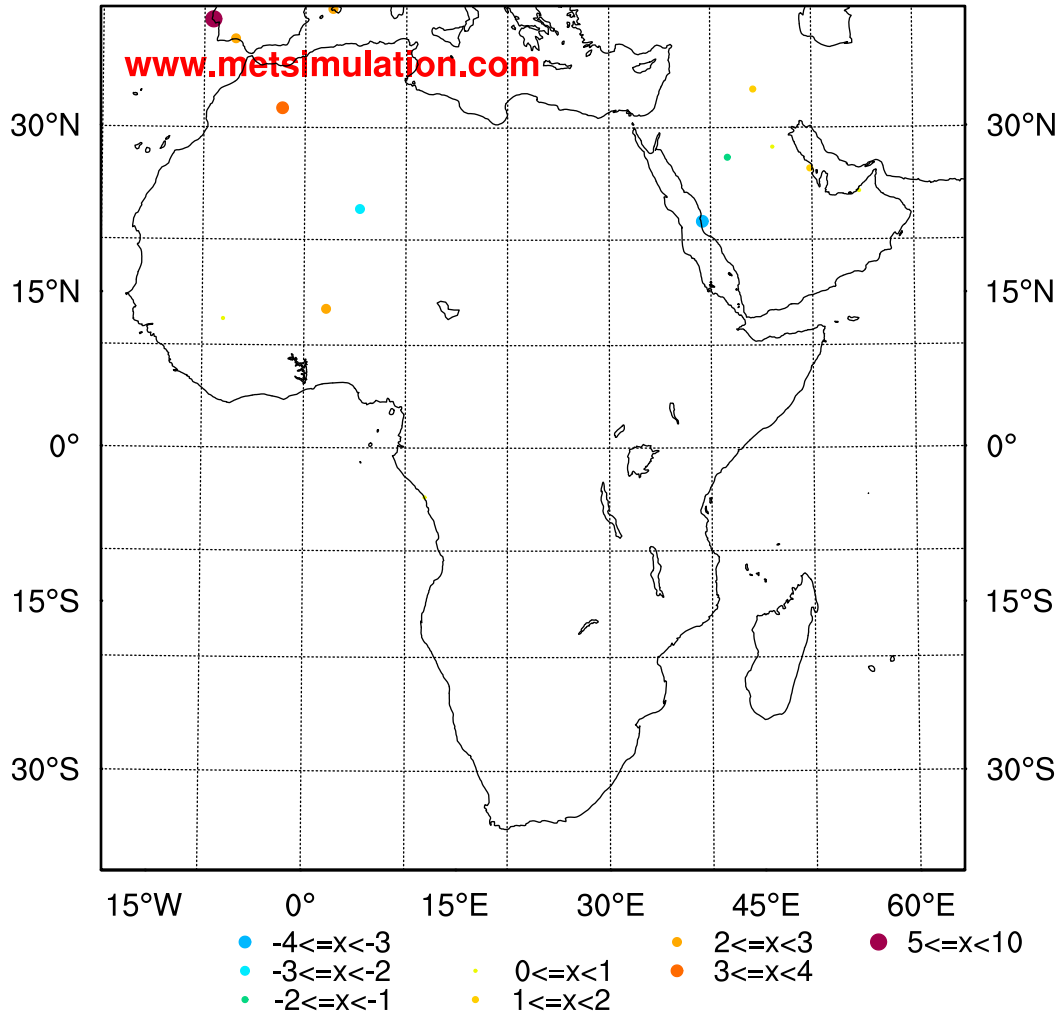 www.metsimulation.com
30°N 30°N
15°N 15°N
0° 0°
15°S 15°S
30°S 30°S
15°W 0° 15°E 30°E 45°E 60°E
-4<=x<-3 2<=x<3 5<=x<10
-3<=x<-2 0<=x<1 3<=x<4
-2<=x<-1 1<=x<2